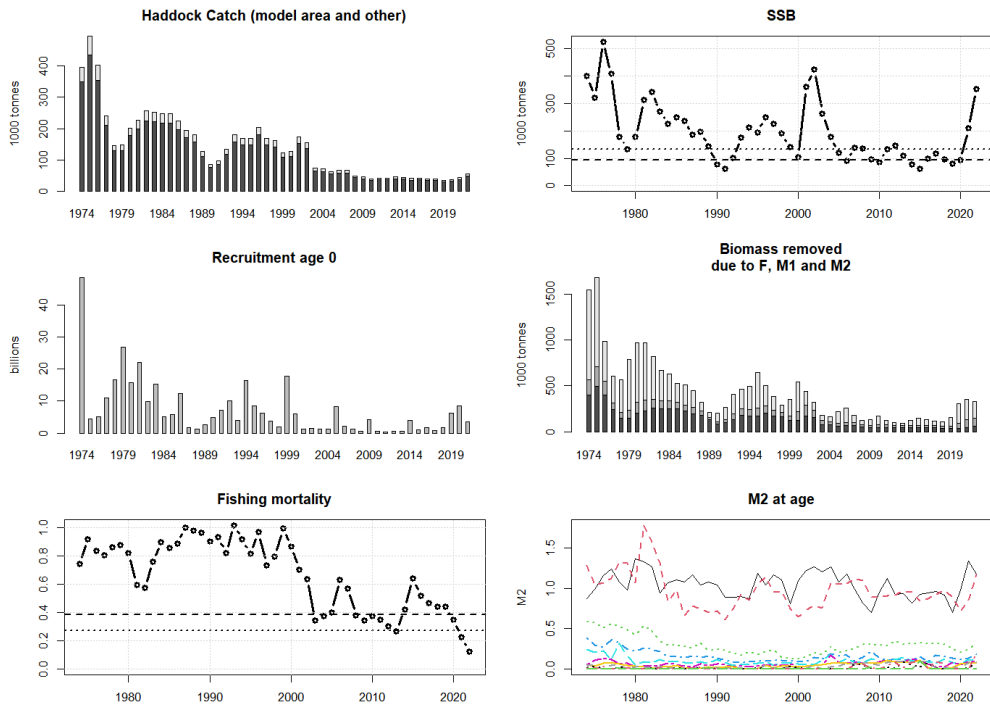 Haddock Catch (model area and other)
1000 tonnes
0 100 200 300 400
1974 1979 1984 1989 1994 1999 2004 2009 2014 2019
SSB
1000 tonnes
0 100 300 500
1980 1990 2000 2010 2020
Recruitment age 0
billions
0 10 20 30 40
1974 1979 1984 1989 1994 1999 2004 2009 2014 2019
Biomass removed
due to F, M1 and M2
1000 tonnes
0 500 1000 1500
1974 1979 1984 1989 1994 1999 2004 2009 2014 2019
Fishing mortality
0.0 0.2 0.4 0.6 0.8 1.0
1980 1990 2000 2010 2020
M2 at age
M2
0.0 0.5 1.0 1.5
1980 1990 2000 2010 2020